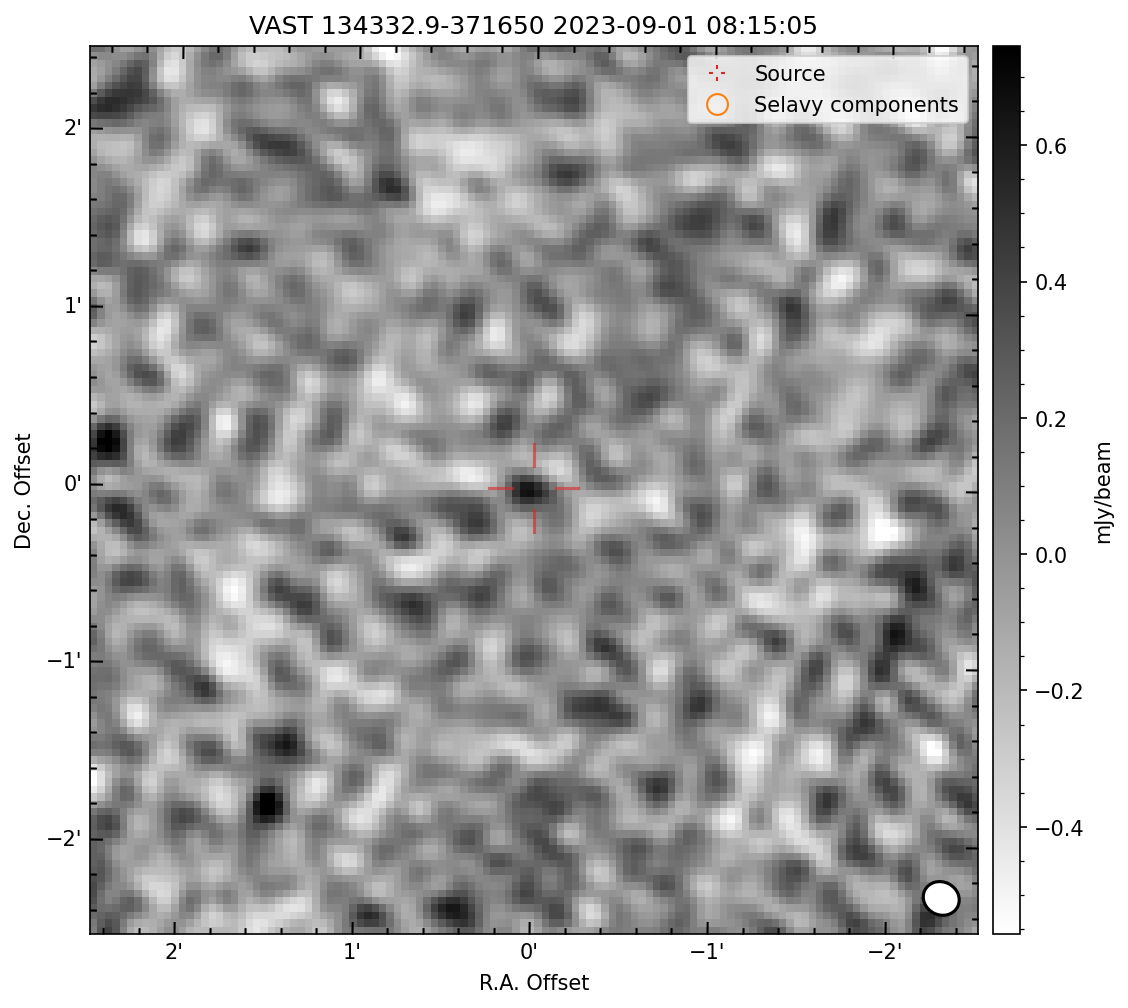 VAST 134332.9-371650 2023-09-01 08:15:05
Source
Selavy components
2'
1'
0'
−1'
−2'
Dec. Offset
2'
1'
0'
−1'
−2'
R.A. Offset
0.6
0.4
0.2
0.0
−0.2
−0.4
mJy/beam